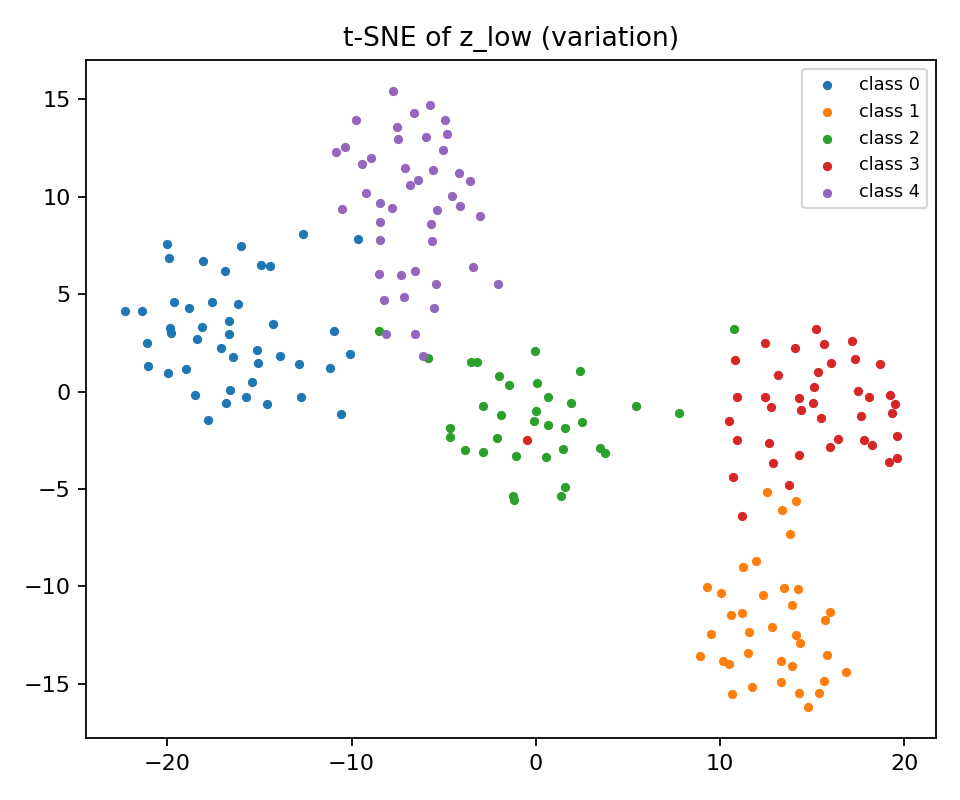 t-SNE of z_low (variation)
class 0
class 1
class 2
class 3
class 4
15
10
5
0
−5
−10
−15
−20 −10 0 10 20